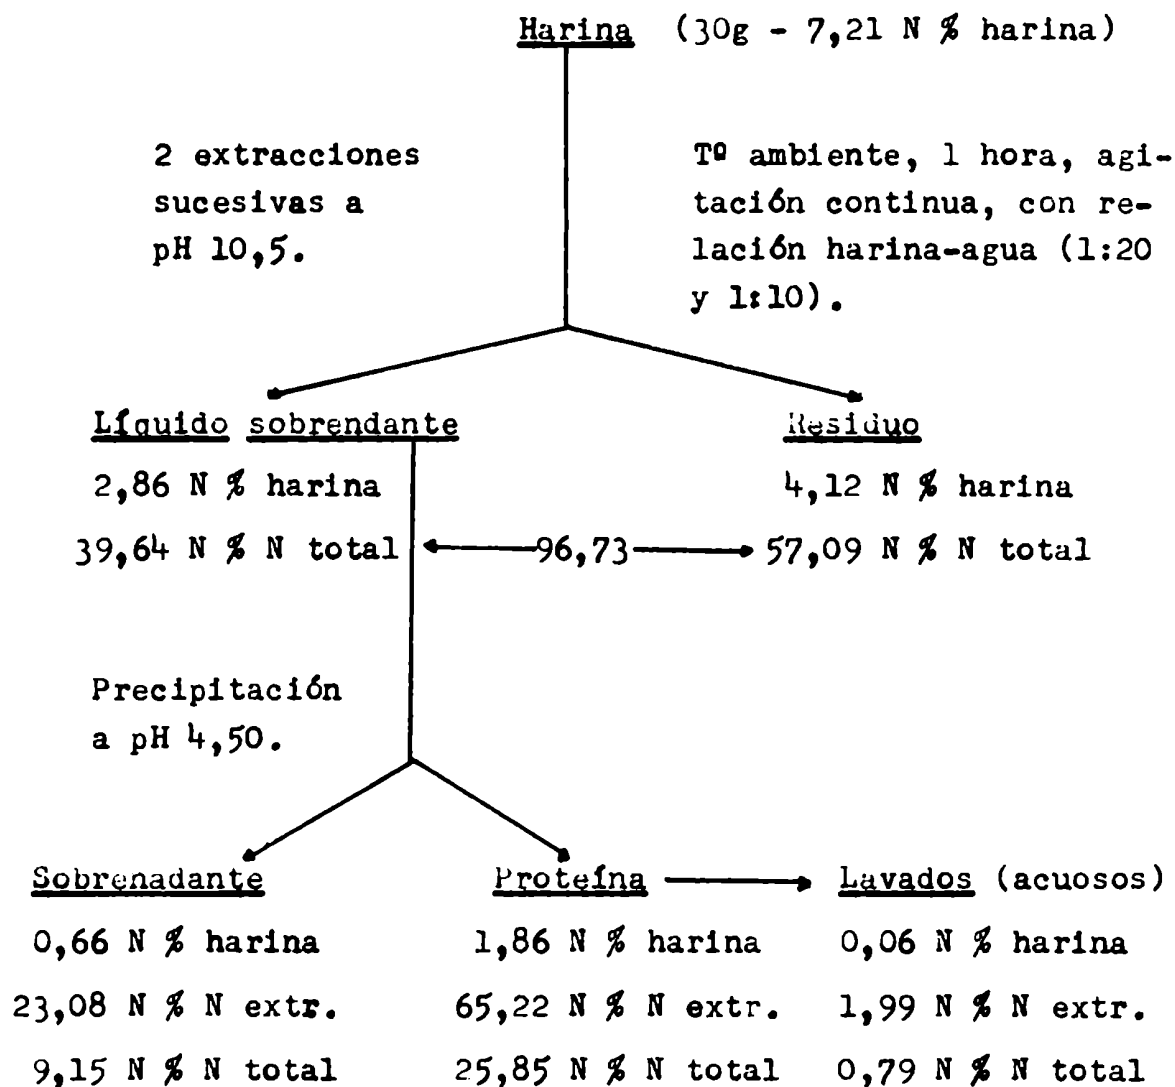 Harina (30g - 7,21 N % harina)
2 extracciones
sucesivas a
pH 10,5.
Tº ambiente, 1 hora, agi-
tación continua, con re-
lación harina-agua (1:20
y 1:10).
Líquido sobrendante
2,86 N % harina
39,64 N % N total
96,73
Residuo
4,12 N % harina
57,09 N % N total
Precipitación
a pH 4,50.
Sobrenadante
0,66 N % harina
23,08 N % N extr.
9,15 N % N total
Proteína
1,86 N % harina
65,22 N % N extr.
25,85 N % N total
Lavados (acuosos)
0,06 N % harina
1,99 N % N extr.
0,79 N % N total